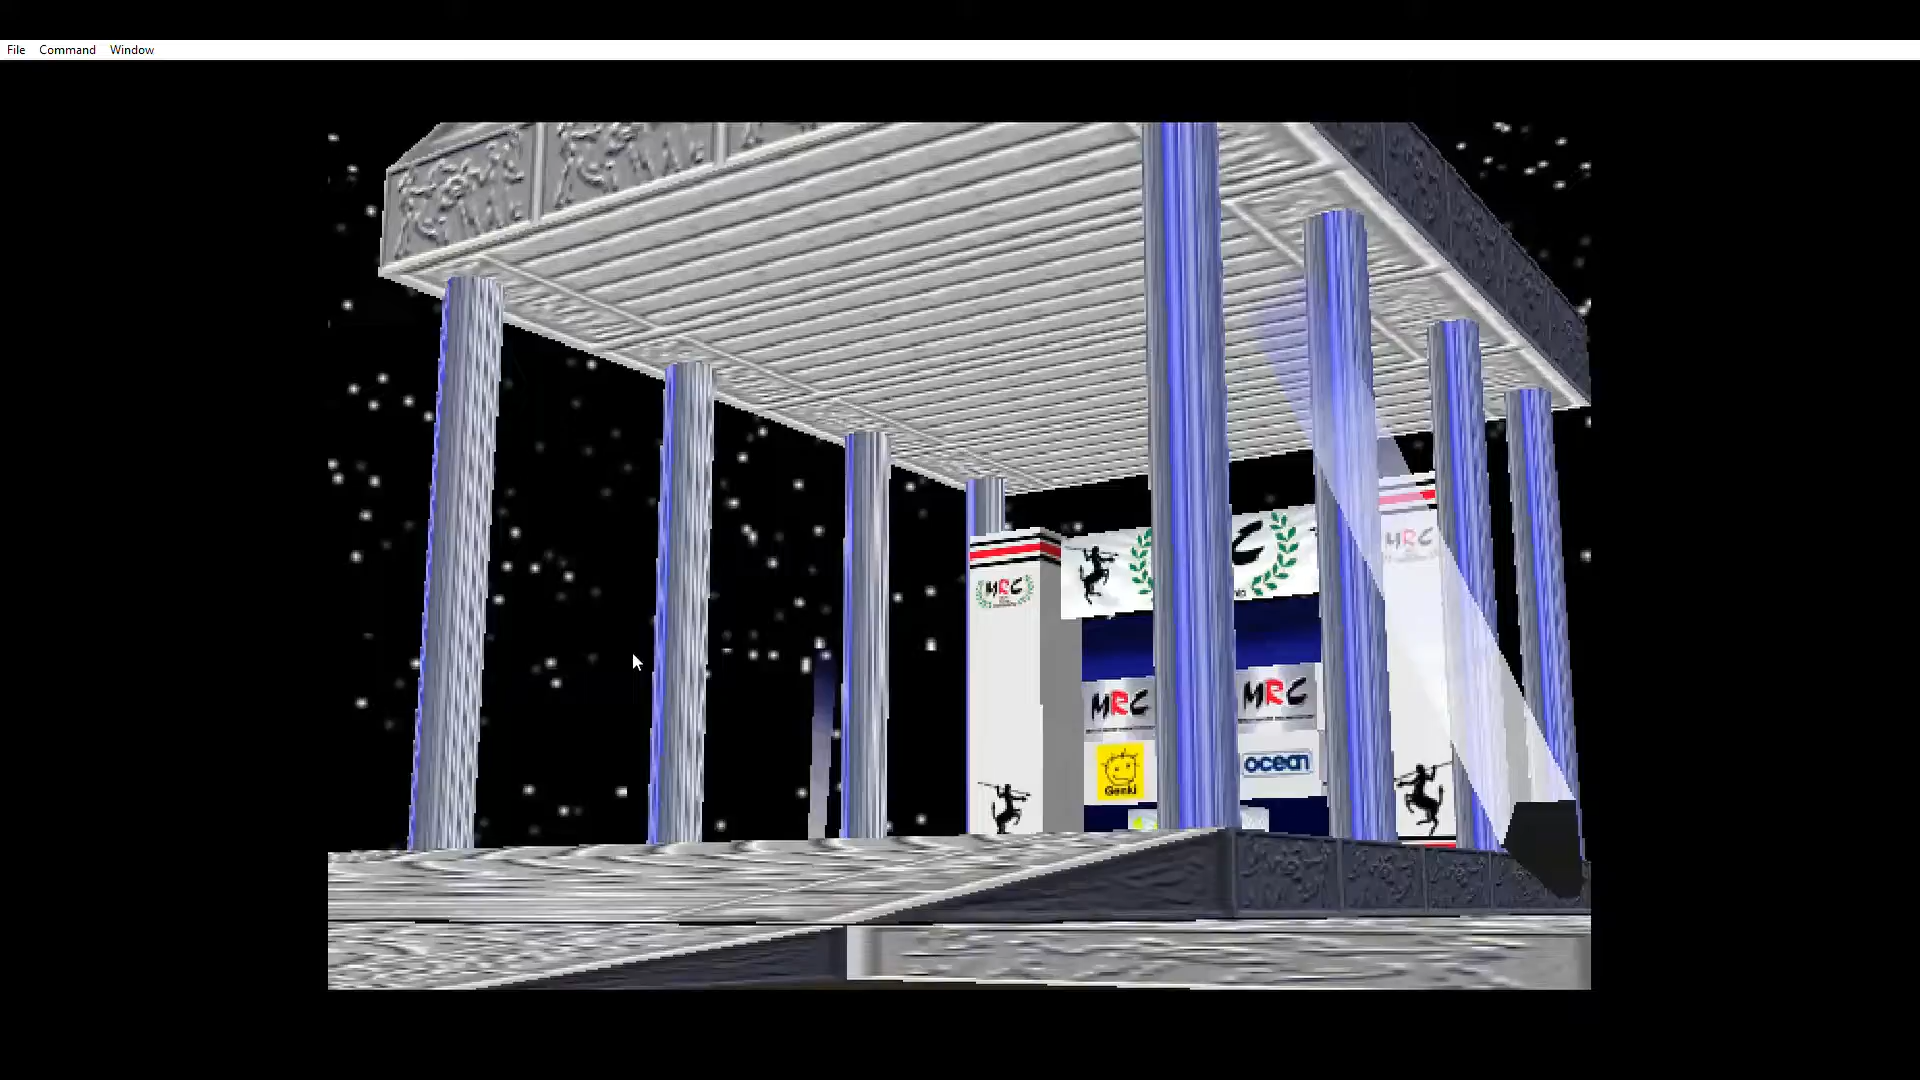 File Command Window
C
MRC
MRC
MRC
MRC
Genki
ocean